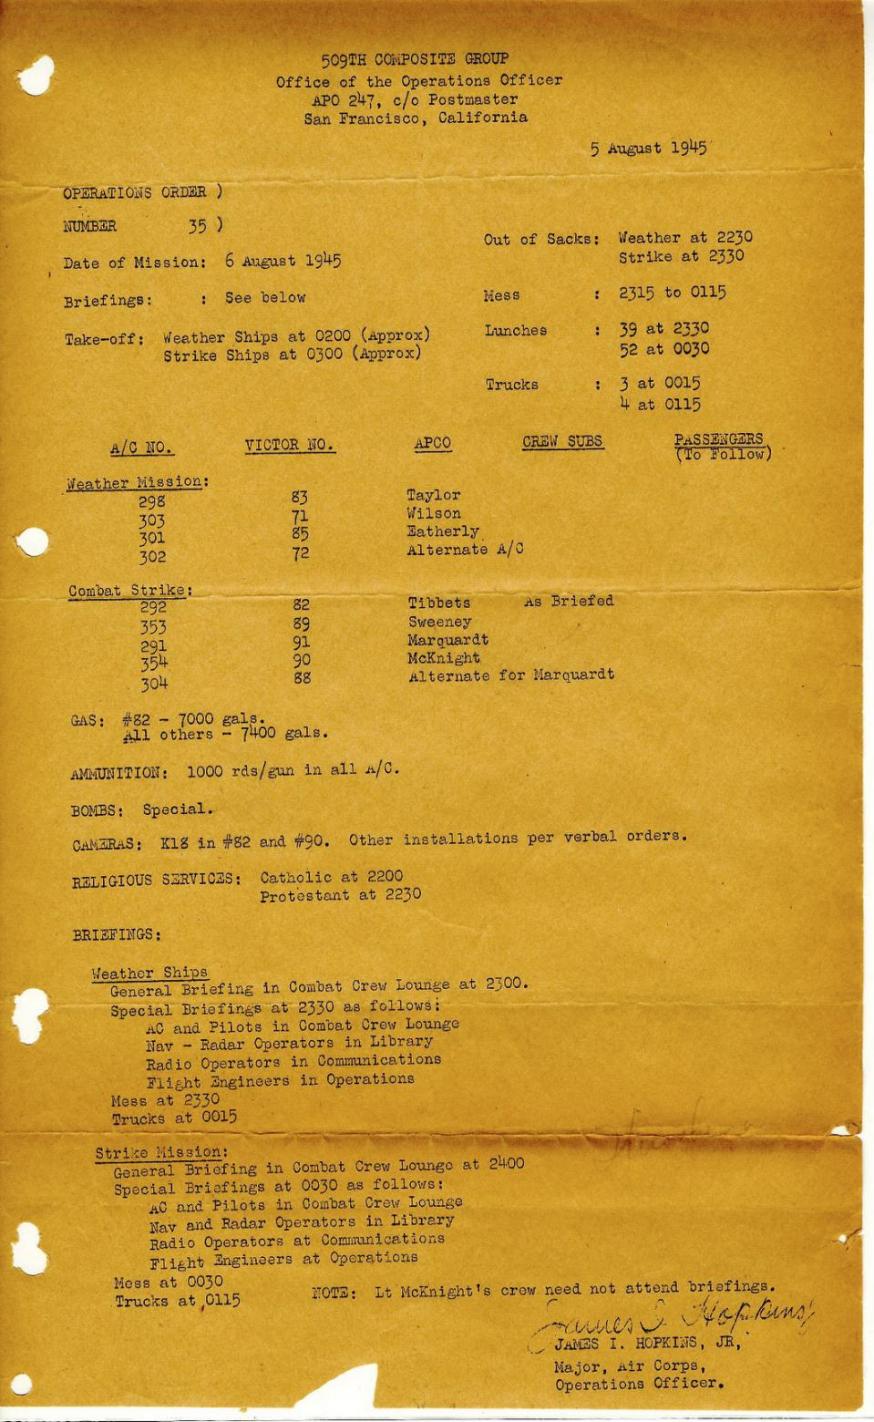 509TH COMPOSITE GROUP
Office of the Operations Officer
APO 247, c/o Postmaster
San Francisco, California
5 August 1945
OPERATIONS ORDER )
NUMBER 35 )
Out of Sacks: Weather at 2230
Strike at 2330
Date of Mission: 6 August 1945
Briefings: : See below
Mess : 2315 to 0115
Take-off: Weather Ships at 0200 (Approx)
Strike Ships at 0300 (Approx)
Lunches : 39 at 2330
52 at 0030
Trucks : 3 at 0015
4 at 0115
A/C NO. VICTOR NO. APCO CREW SUBS PASSENGERS
(To Follow)
Weather Mission:
298 83 Taylor
303 71 Wilson
301 85 Eatherly
302 72 Alternate A/C
Combat Strike:
292 82 Tibbets As Briefed
353 89 Sweeney
291 91 Marquardt
354 90 McKnight
304 88 Alternate for Marquardt
GAS: #82 - 7000 gals.
All others - 7400 gals.
AMMUNITION: 1000 rds/gun in all A/C.
BOMBS: Special.
CAMERAS: K18 in #82 and #90. Other installations per verbal orders.
RELIGIOUS SERVICES: Catholic at 2200
Protestant at 2230
BRIEFINGS:
Weather Ships
General Briefing in Combat Crew Lounge at 2300.
Special Briefings at 2330 as follows:
AC and Pilots in Combat Crew Lounge
Nav - Radar Operators in Library
Radio Operators in Communications
Flight Engineers in Operations
Mess at 2330
Trucks at 0015
Strike Mission:
General Briefing in Combat Crew Lounge at 2400
Special Briefings at 0030 as follows:
AC and Pilots in Combat Crew Lounge
Nav and Radar Operators in Library
Radio Operators at Communications
Flight Engineers at Operations
Mess at 0030
Trucks at 0115
NOTE: Lt McKnight's crew need not attend briefings.
James I. Hopkins
JAMES I. HOPKINS, JR,
Major, Air Corps,
Operations Officer.